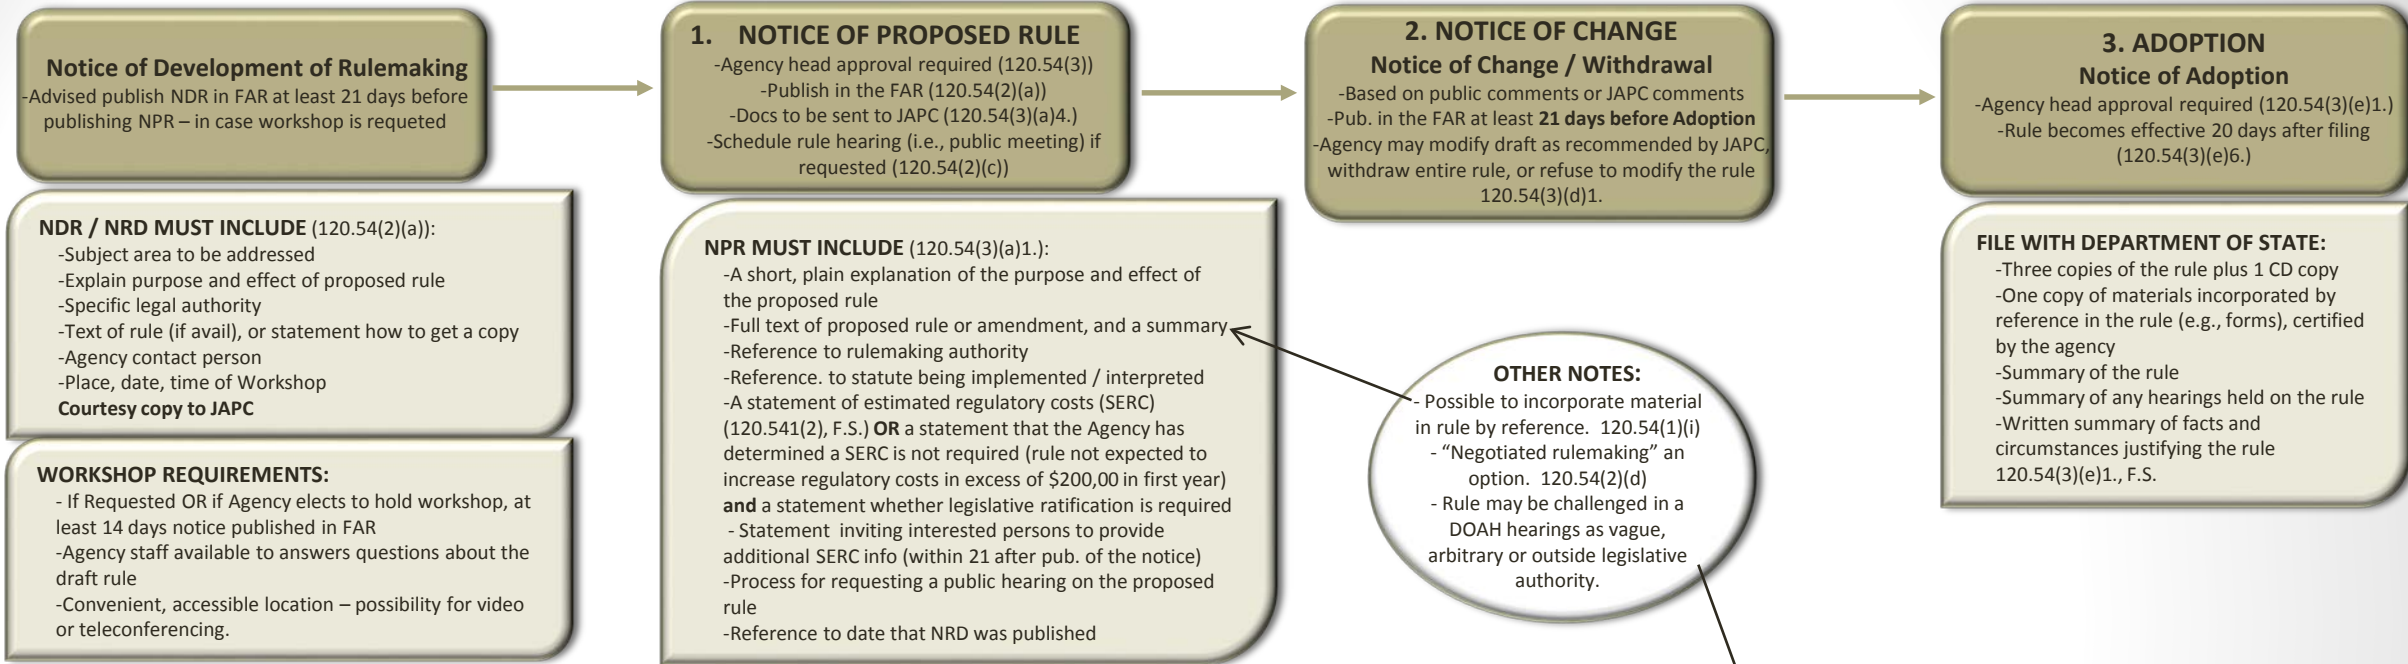 Notice of Development of Rulemaking
-Advised publish NDR in FAR at least 21 days before
publishing NPR – in case workshop is requeted
NDR / NRD MUST INCLUDE (120.54(2)(a)):
-Subject area to be addressed
-Explain purpose and effect of proposed rule
-Specific legal authority
-Text of rule (if avail), or statement how to get a copy
-Agency contact person
-Place, date, time of Workshop
Courtesy copy to JAPC
WORKSHOP REQUIREMENTS:
- If Requested OR if Agency elects to hold workshop, at
least 14 days notice published in FAR
-Agency staff available to answers questions about the
draft rule
-Convenient, accessible location – possibility for video
or teleconferencing.
1. NOTICE OF PROPOSED RULE
-Agency head approval required (120.54(3))
-Publish in the FAR (120.54(2)(a))
-Docs to be sent to JAPC (120.54(3)(a)4.)
-Schedule rule hearing (i.e., public meeting) if
requested (120.54(2)(c))
NPR MUST INCLUDE (120.54(3)(a)1.):
-A short, plain explanation of the purpose and effect of
the proposed rule
-Full text of proposed rule or amendment, and a summary
-Reference to rulemaking authority
-Reference. to statute being implemented / interpreted
-A statement of estimated regulatory costs (SERC)
(120.541(2), F.S.) OR a statement that the Agency has
determined a SERC is not required (rule not expected to
increase regulatory costs in excess of $200,00 in first year)
and a statement whether legislative ratification is required
- Statement inviting interested persons to provide
additional SERC info (within 21 after pub. of the notice)
-Process for requesting a public hearing on the proposed
rule
-Reference to date that NRD was published
2. NOTICE OF CHANGE
Notice of Change / Withdrawal
-Based on public comments or JAPC comments
-Pub. in the FAR at least 21 days before Adoption
-Agency may modify draft as recommended by JAPC,
withdraw entire rule, or refuse to modify the rule
120.54(3)(d)1.
OTHER NOTES:
- Possible to incorporate material
in rule by reference. 120.54(1)(i)
- “Negotiated rulemaking” an
option. 120.54(2)(d)
- Rule may be challenged in a
DOAH hearings as vague,
arbitrary or outside legislative
authority.
3. ADOPTION
Notice of Adoption
-Agency head approval required (120.54(3)(e)1.)
-Rule becomes effective 20 days after filing
(120.54(3)(e)6.)
FILE WITH DEPARTMENT OF STATE:
-Three copies of the rule plus 1 CD copy
-One copy of materials incorporated by
reference in the rule (e.g., forms), certified
by the agency
-Summary of the rule
-Summary of any hearings held on the rule
-Written summary of facts and
circumstances justifying the rule
120.54(3)(e)1., F.S.